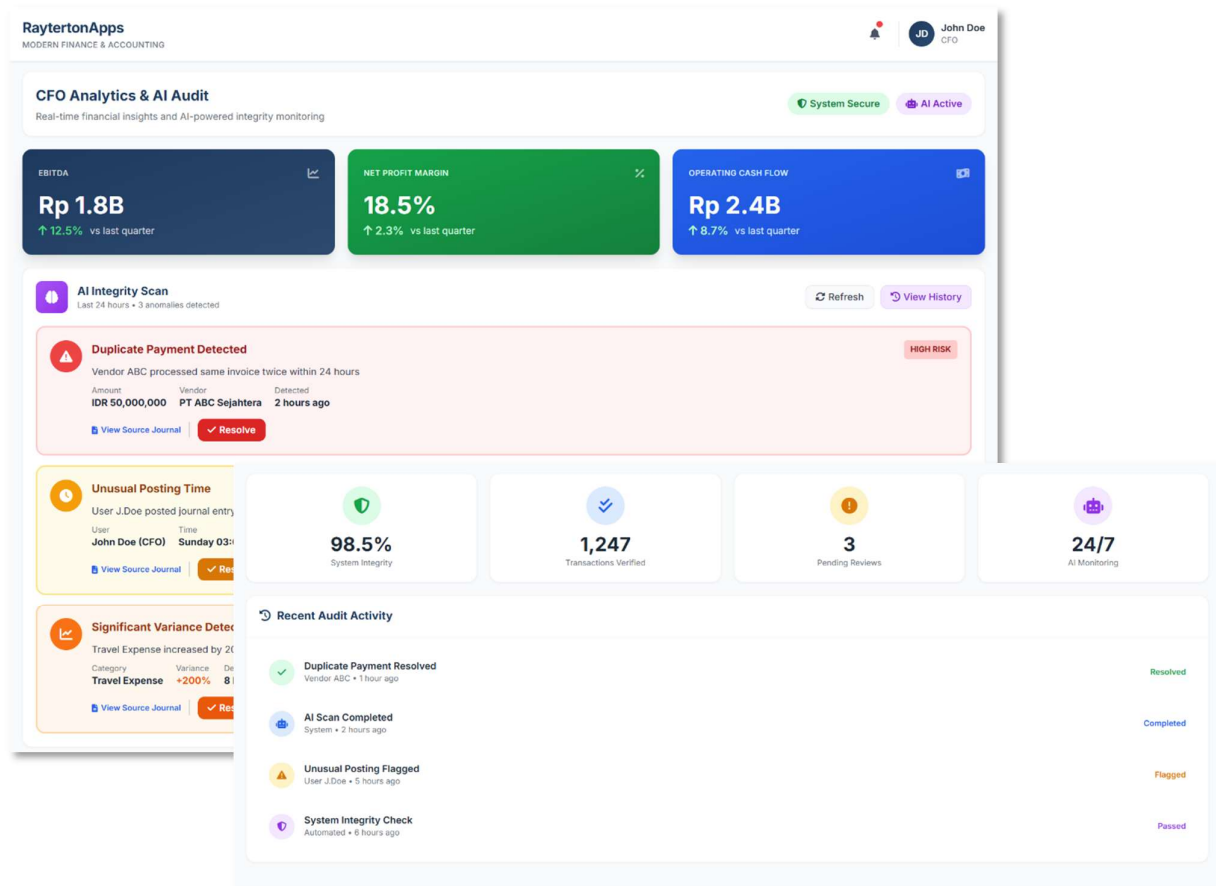 RaytertonApps
MODERN FINANCE & ACCOUNTING
JD
John Doe
CFO
CFO Analytics & AI Audit
Real-time financial insights and AI-powered integrity monitoring
System Secure
AI Active
EBITDA
Rp 1.8B
↑ 12.5% vs last quarter
NET PROFIT MARGIN
18.5%
↑ 2.3% vs last quarter
OPERATING CASH FLOW
Rp 2.4B
↑ 8.7% vs last quarter
AI Integrity Scan
Last 24 hours • 3 anomalies detected
Refresh
View History
Duplicate Payment Detected
HIGH RISK
Vendor ABC processed same invoice twice within 24 hours
Amount Vendor Detected
IDR 50,000,000 PT ABC Sejahtera 2 hours ago
View Source Journal
Resolve
Unusual Posting Time
User J.Doe posted journal entry
User Time
John Doe (CFO) Sunday
View Source Journal
Significant Variance
Travel Expense increased by
Category Variance
Travel Expense +200% 8
View Source Journal
98.5%
System Integrity
1,247
Transactions Verified
3
Pending Reviews
24/7
AI Monitoring
Recent Audit Activity
Duplicate Payment Resolved
Vendor ABC • 1 hour ago
Resolved
AI Scan Completed
System • 2 hours ago
Completed
Unusual Posting Flagged
User J.Doe • 5 hours ago
Flagged
System Integrity Check
Automated • 6 hours ago
Passed